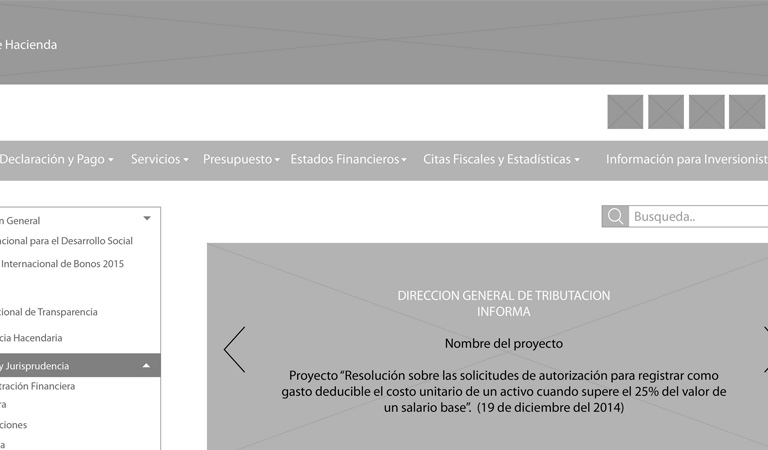 e Hacienda
Declaración y Pago Servicios Presupuesto Estados Financieros Citas Fiscales y Estadísticas Información para Inversionist
n General
acional para el Desarrollo Social
Internacional de Bonos 2015
ional de Transparencia
cia Hacendaria
y Jurisprudencia
tración Financiera
ra
ciones
a
Busqueda..
DIRECCION GENERAL DE TRIBUTACION
INFORMA
Nombre del proyecto
Proyecto “Resolución sobre las solicitudes de autorización para registrar como
gasto deducible el costo unitario de un activo cuando supere el 25% del valor de
un salario base”. (19 de diciembre del 2014)